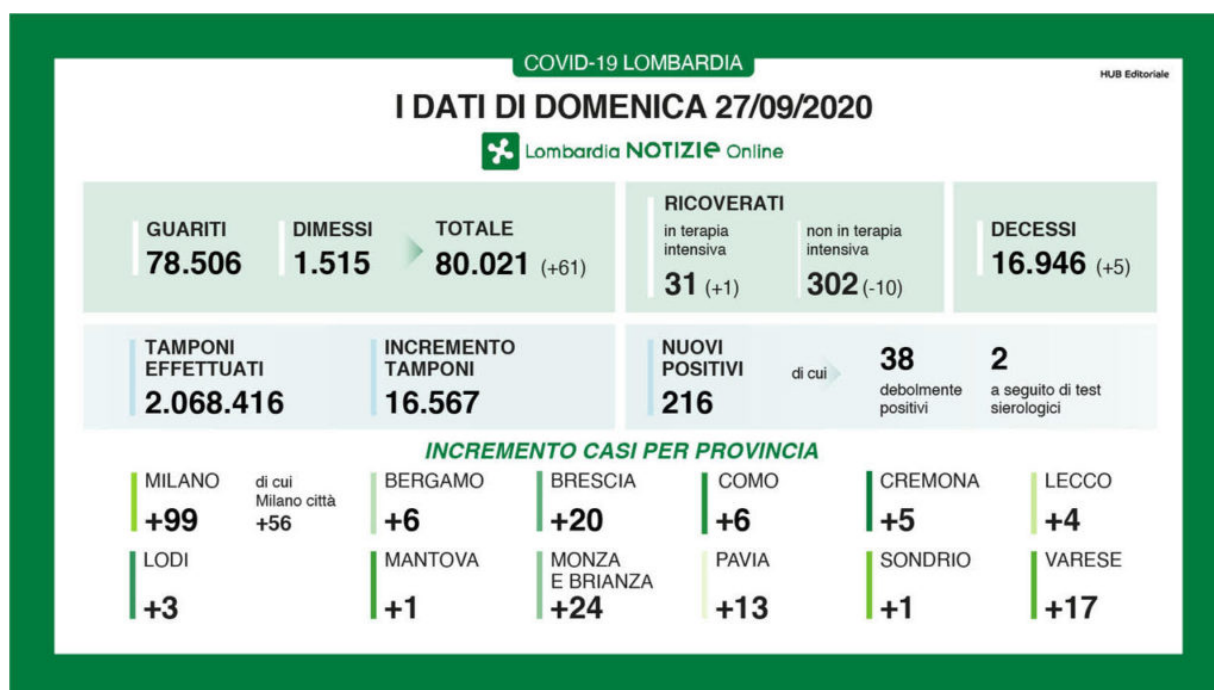 COVID-19 LOMBARDIA
HUB Editoriale
I DATI DI DOMENICA 27/09/2020
Lombardia NOTIZIe Online
GUARITI
78.506
DIMESSI
1.515
TOTALE
80.021 (+61)
RICOVERATI
in terapia
intensiva
31 (+1)
non in terapia
intensiva
302 (-10)
DECESSI
16.946 (+5)
TAMPONI
EFFETTUATI
2.068.416
INCREMENTO
TAMPONI
16.567
NUOVI
POSITIVI
216
di cui
38
debolmente
positivi
2
a seguito di test
sierologici
INCREMENTO CASI PER PROVINCIA
MILANO
+99
di cui
Milano città
+56
BERGAMO
+6
BRESCIA
+20
COMO
+6
CREMONA
+5
LECCO
+4
LODI
+3
MANTOVA
+1
MONZA
E BRIANZA
+24
PAVIA
+13
SONDRIO
+1
VARESE
+17